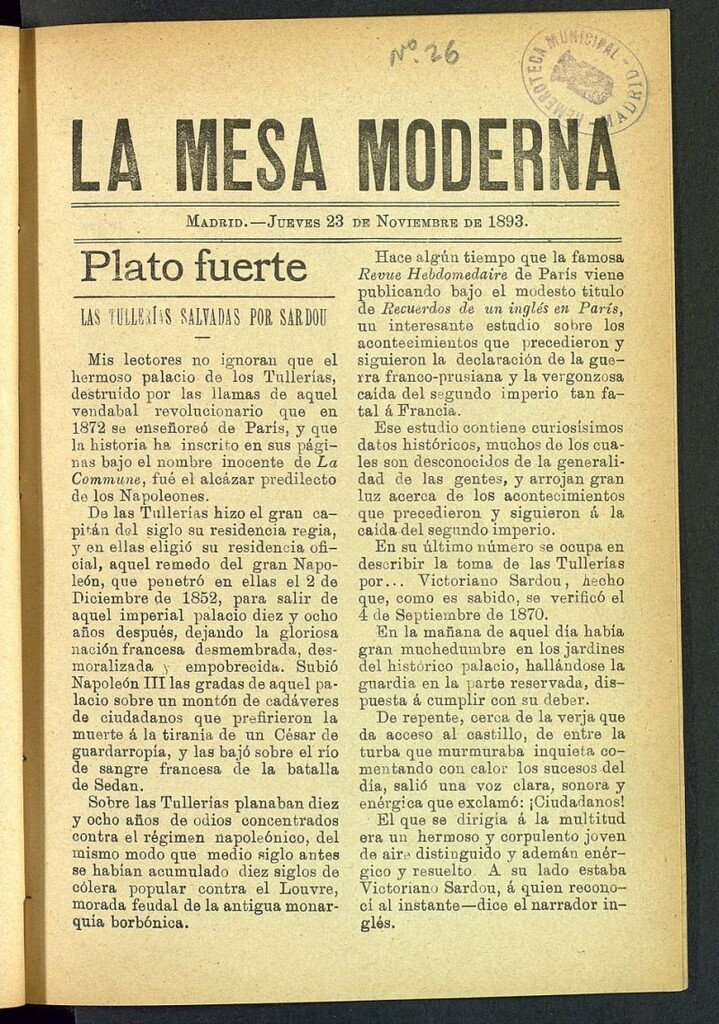 Nº. 26
HEMEROTECA MUNICIPAL - MADRID -
LA MESA MODERNA
MADRID.—JUEVES 23 DE NOVIEMBRE DE 1893.
Plato fuerte
LAS TULLERÍAS SALVADAS POR SARDOU
Mis lectores no ignoran que el
hermoso palacio de los Tullerías,
destruído por las llamas de aquel
vendabal revolucionario que en
1872 se enseñoreó de París, y que
la historia ha inscrito en sus pági-
nas bajo el nombre inocente de La
Commune, fué el alcázar predilecto
de los Napoleones.
De las Tullerías hizo el gran ca-
pitán del siglo su residencia regia,
y en ellas eligió su residencia ofi-
cial, aquel remedo del gran Napo-
león, que penetró en ellas el 2 de
Diciembre de 1852, para salir de
aquel imperial palacio diez y ocho
años después, dejando la gloriosa
nación francesa desmembrada, des-
moralizada y empobrecida. Subió
Napoleón III las gradas de aquel pa-
lacio sobre un montón de cadáveres
de ciudadanos que prefirieron la
muerte á la tiranía de un César de
guardarropía, y las bajó sobre el río
de sangre francesa de la batalla
de Sedan.
Sobre las Tullerías planaban diez
y ocho años de odios concentrados
contra el régimen napoleónico, del
mismo modo que medio siglo antes
se habían acumulado diez siglos de
cólera popular contra el Louvre,
morada feudal de la antigua monar-
quía borbónica.
Hace algún tiempo que la famosa
Revue Hebdomedaire de París viene
publicando bajo el modesto titulo
de Recuerdos de un inglés en París,
un interesante estudio sobre los
acontecimientos que precedieron y
siguieron la declaración de la gue-
rra franco-prusiana y la vergonzosa
caída del segundo imperio tan fa-
tal á Francia.
Ese estudio contiene curiosísimos
datos históricos, muchos de los cua-
les son desconocidos de la generali-
dad de las gentes, y arrojan gran
luz acerca de los acontecimientos
que precedieron y siguieron á la
caída del segundo imperio.
En su último número se ocupa en
describir la toma de las Tullerías
por... Victoriano Sardou, hecho
que, como es sabido, se verificó el
4 de Septiembre de 1870.
En la mañana de aquel día había
gran muchedumbre en los jardines
del histórico palacio, hallándose la
guardia en la parte reservada, dis-
puesta á cumplir con su deber.
De repente, cerca de la verja que
da acceso al castillo, de entre la
turba que murmuraba inquieta co-
mentando con calor los sucesos del
día, salió una voz clara, sonora y
enérgica que exclamó: ¡Ciudadanos!
El que se dirigía á la multitud
era un hermoso y corpulento joven
de aire distinguido y ademán enér-
gico y resuelto. A su lado estaba
Victoriano Sardou, á quien recono-
cí al instante—dice el narrador in-
glés.